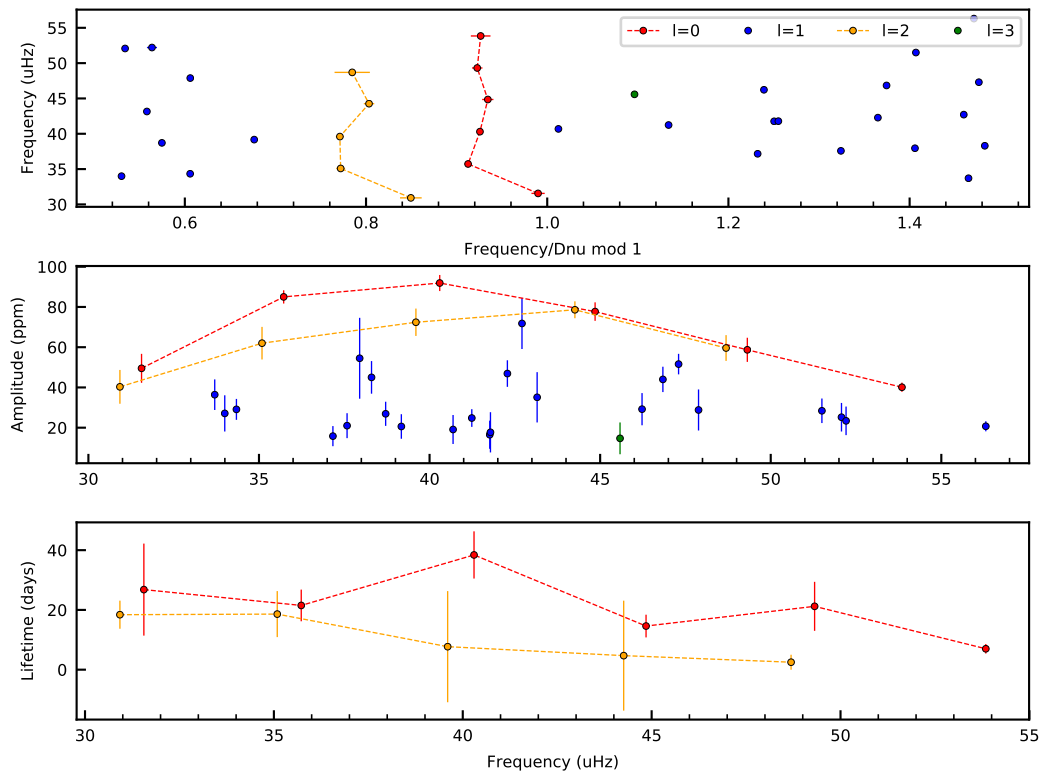 l=0 l=1 l=2 l=3
Frequency (uHz)
55
50
45
40
35
30
0.6 0.8 1.0 1.2 1.4
Frequency/Dnu mod 1
Amplitude (ppm)
100
80
60
40
20
30 35 40 45 50 55
Lifetime (days)
40
20
0
30 35 40 45 50 55
Frequency (uHz)